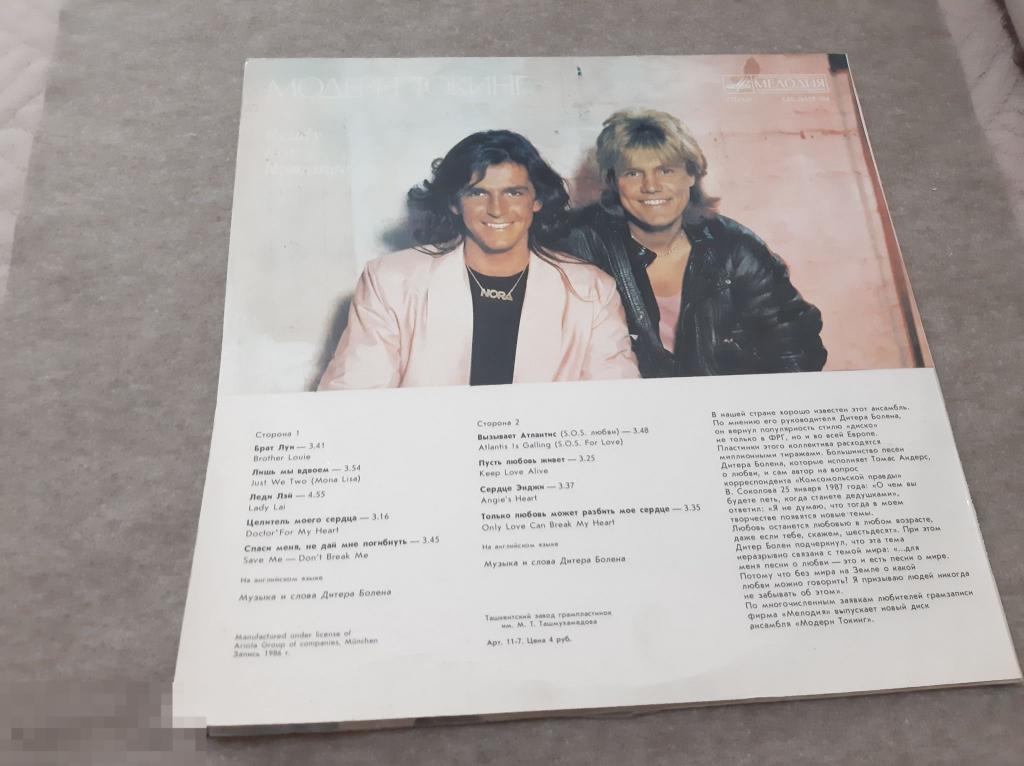 МОДЕРН ТОКИНГ
МЕЛОДИЯ
СТЕРЕО
Ready
for
Romance
NORA
Сторона 1
Брат Луи — 3.41
Brother Louie
Лишь мы вдвоем — 3.54
Just We Two (Mona Lisa)
Леди Лэй — 4.55
Lady Lai
Целитель моего сердца — 3.16
Doctor For My Heart
Спаси меня, не дай мне погибнуть — 3.45
Save Me — Don't Break Me
На английском языке
Музыка и слова Дитера Болена
Manufactured under license of
Ariola Group of companies, München
Запись 1986 г.
Сторона 2
Вызывает Атлантис (S.O.S. любви) — 3.48
Atlantis Is Galling (S.O.S. For Love)
Пусть любовь живет — 3.25
Keep Love Alive
Сердце Энджи — 3.37
Angie's Heart
Только любовь может разбить мое сердце — 3.35
Only Love Can Break My Heart
На английском языке
Музыка и слова Дитера Болена
Ташкентский завод грампластинок
им. М. Т. Ташмухамедова
Арт. 11-7. Цена 4 руб.
В нашей стране хорошо известен этот ансамбль.
По мнению его руководителя Дитера Болена,
он вернул популярность стилю «диско»
не только в ФРГ, но и во всей Европе.
Пластинки этого коллектива расходятся
миллионными тиражами. Большинство песен
Дитера Болена, которые исполняет Томас Андерс,
о любви, и сам автор на вопрос
корреспондента «Комсомольской правды»
В. Соколова 25 января 1987 года: «О чем вы
будете петь, когда станете дедушками»,
ответил: «Я не думаю, что тогда в моем
творчестве появятся новые темы.
Любовь останется любовью в любом возрасте,
даже если тебе, скажем, шестьдесят». При этом
Дитер Болен подчеркнул, что эта тема
неразрывно связана с темой мира: «...для
меня песни о любви — это и есть песни о мире.
Потому что без мира на Земле о какой
любви можно говорить! Я призываю людей никогда
не забывать об этом».
По многочисленным заявкам любителей грамзаписи
фирма «Мелодия» выпускает новый диск
ансамбля «Модерн Токинг».